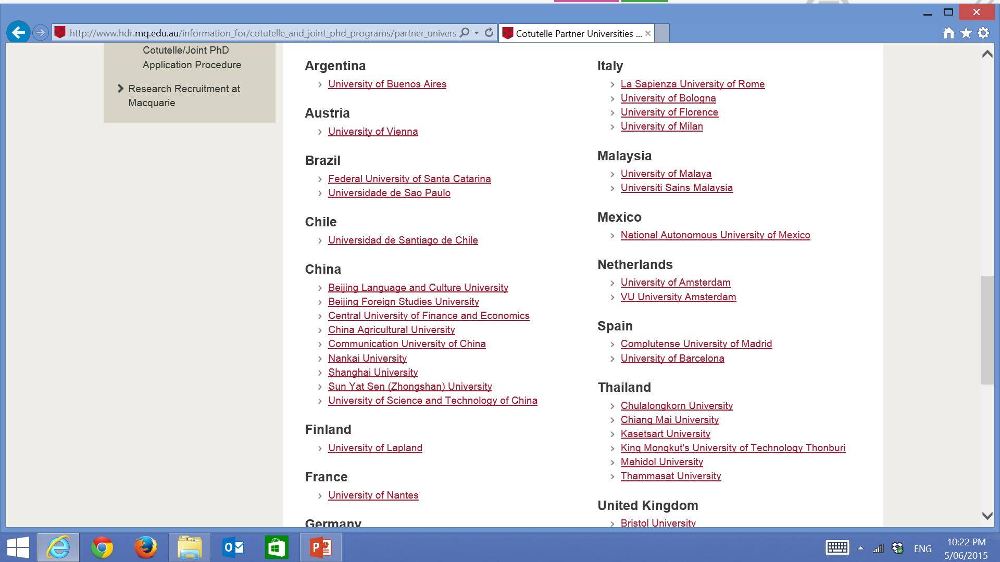 http://www.hdr.mq.edu.au/information_for/cotutelle_and_joint_phd_programs/partner_univers
Cotutelle Partner Universities ...
Cotutelle/Joint PhD
Application Procedure
Research Recruitment at
Macquarie
Argentina
University of Buenos Aires
Austria
University of Vienna
Brazil
Federal University of Santa Catarina
Universidade de Sao Paulo
Chile
Universidad de Santiago de Chile
China
Beijing Language and Culture University
Beijing Foreign Studies University
Central University of Finance and Economics
China Agricultural University
Communication University of China
Nankai University
Shanghai University
Sun Yat Sen (Zhongshan) University
University of Science and Technology of China
Finland
University of Lapland
France
University of Nantes
Germany
Italy
La Sapienza University of Rome
University of Bologna
University of Florence
University of Milan
Malaysia
University of Malaya
Universiti Sains Malaysia
Mexico
National Autonomous University of Mexico
Netherlands
University of Amsterdam
VU University Amsterdam
Spain
Complutense University of Madrid
University of Barcelona
Thailand
Chulalongkorn University
Chiang Mai University
Kasetsart University
King Mongkut's University of Technology Thonburi
Mahidol University
Thammasat University
United Kingdom
Bristol University
ENG
10:22 PM
5/06/2015